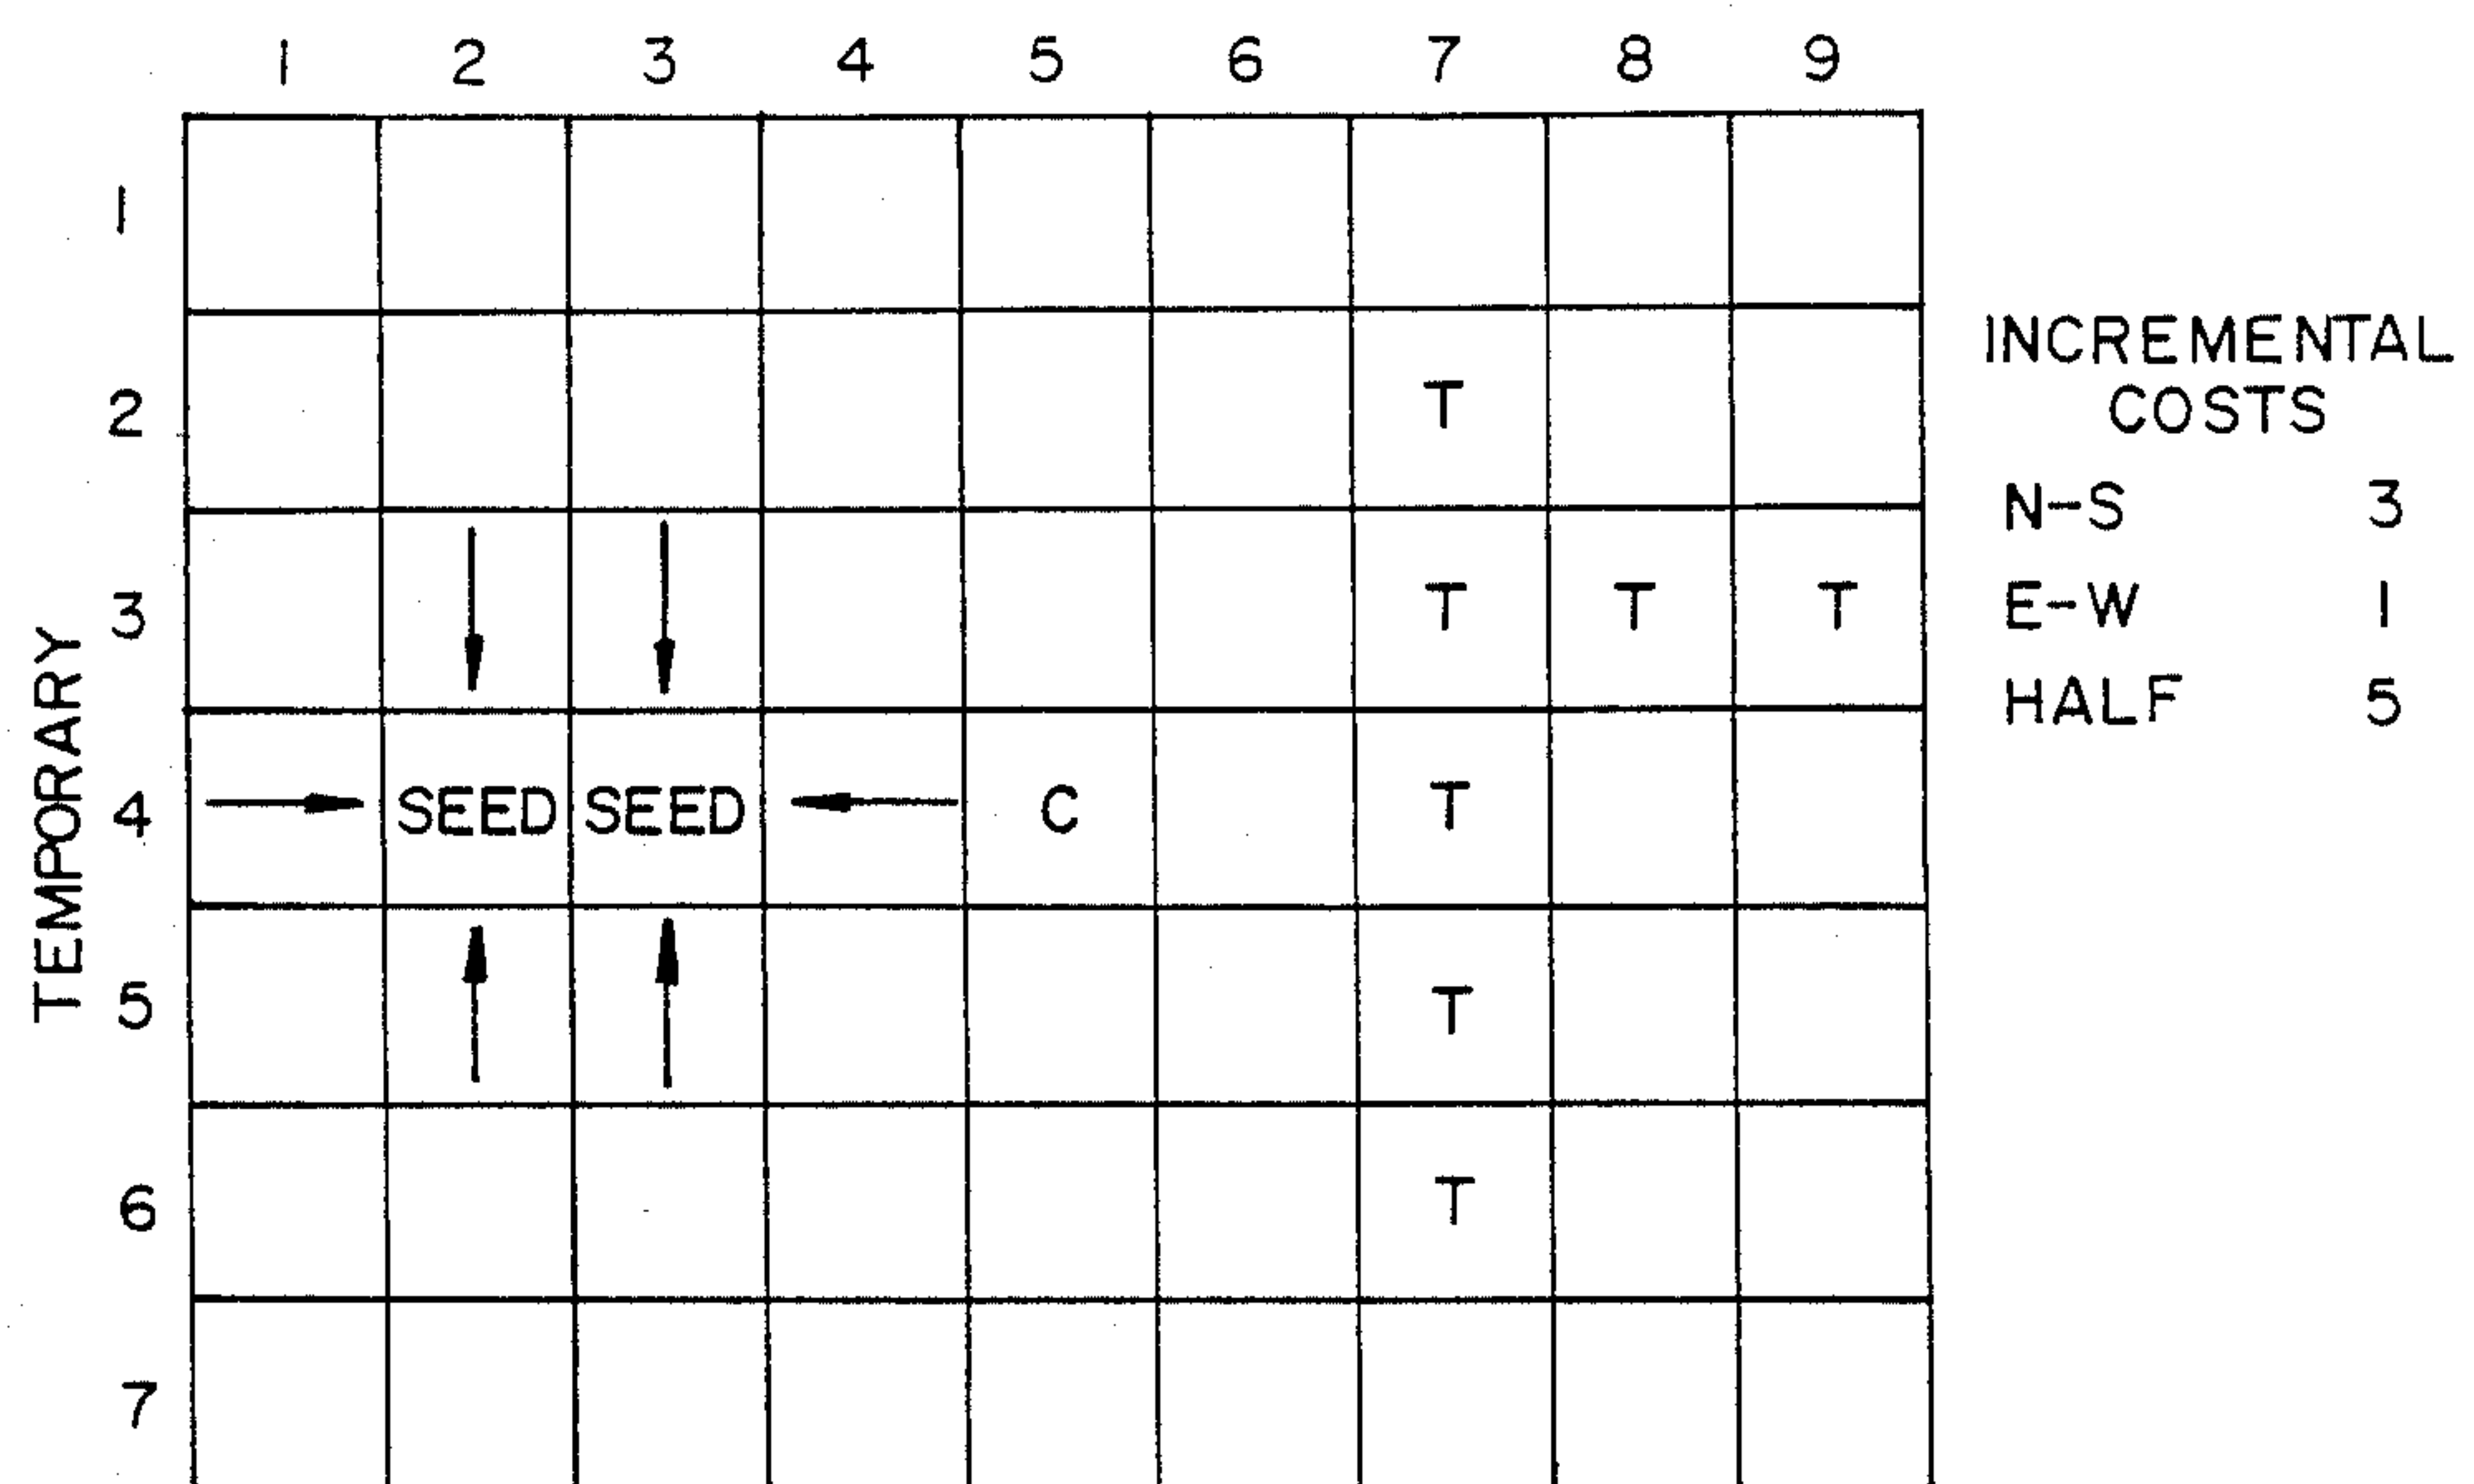 1 2 3 4 5 6 7 8 9
1
2 T
3 T T T
4 SEED SEED C T
5 T
6 T
7
TEMPORARY
INCREMENTAL
COSTS
N-S 3
E-W 1
HALF 5